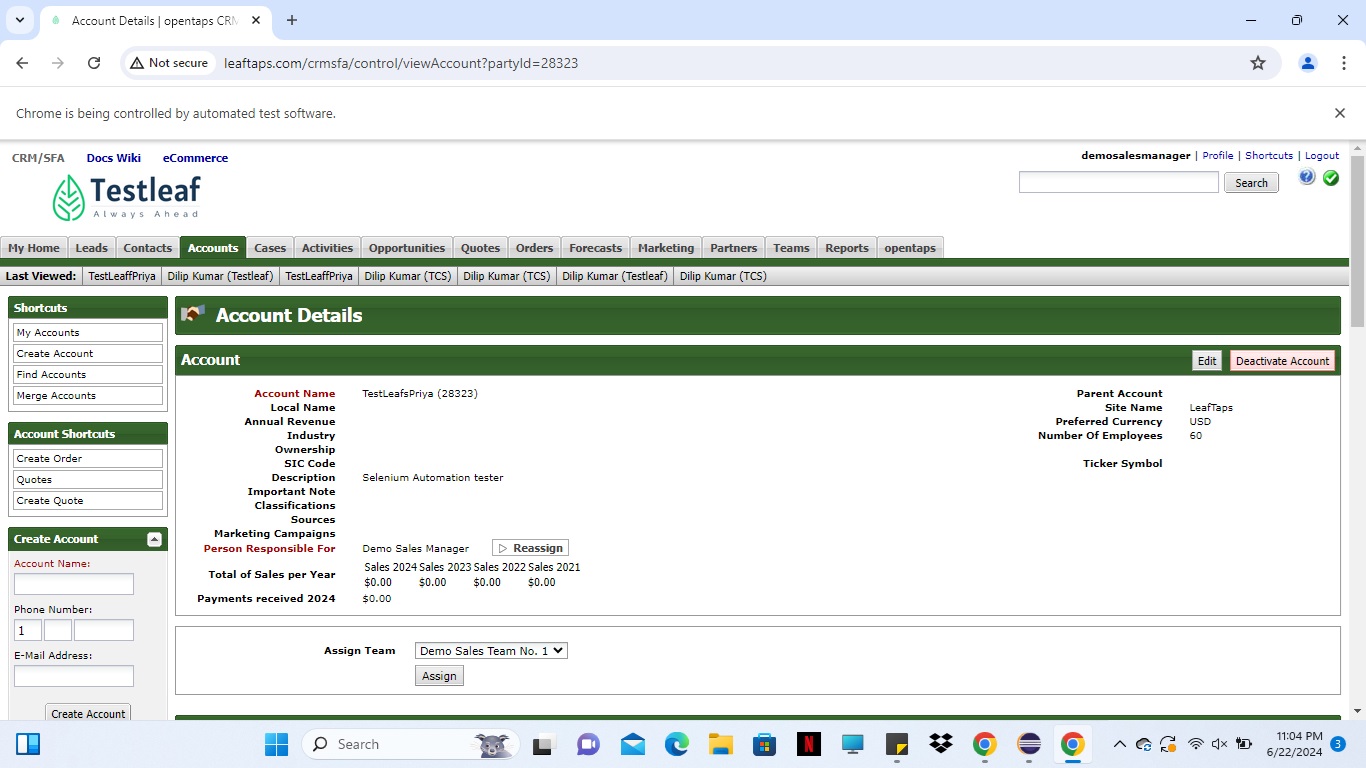 Account Details | opentaps CRM
Not secure
leaftaps.com/crmsfa/control/viewAccount?partyId=28323
Chrome is being controlled by automated test software.
CRM/SFA Docs Wiki eCommerce
demosalesmanager | Profile | Shortcuts | Logout
Testleaf
Always Ahead
Search
My Home Leads Contacts Accounts Cases Activities Opportunities Quotes Orders Forecasts Marketing Partners Teams Reports opentaps
Last Viewed: TestLeaffPriya Dilip Kumar (Testleaf) TestLeaffPriya Dilip Kumar (TCS) Dilip Kumar (TCS) Dilip Kumar (Testleaf) Dilip Kumar (TCS)
Shortcuts
My Accounts
Create Account
Find Accounts
Merge Accounts
Account Shortcuts
Create Order
Quotes
Create Quote
Create Account
Account Name:
Phone Number:
1
E-Mail Address:
Create Account
Account Details
Account
Edit Deactivate Account
Account Name TestLeafsPriya (28323)
Local Name
Annual Revenue
Industry
Ownership
SIC Code
Description Selenium Automation tester
Important Note
Classifications
Sources
Marketing Campaigns
Person Responsible For Demo Sales Manager Reassign
Sales 2024 Sales 2023 Sales 2022 Sales 2021
Total of Sales per Year
$0.00 $0.00 $0.00 $0.00
Payments received 2024 $0.00
Parent Account
Site Name LeafTaps
Preferred Currency USD
Number Of Employees 60
Ticker Symbol
Assign Team Demo Sales Team No. 1
Assign
Search
11:04 PM
6/22/2024
3